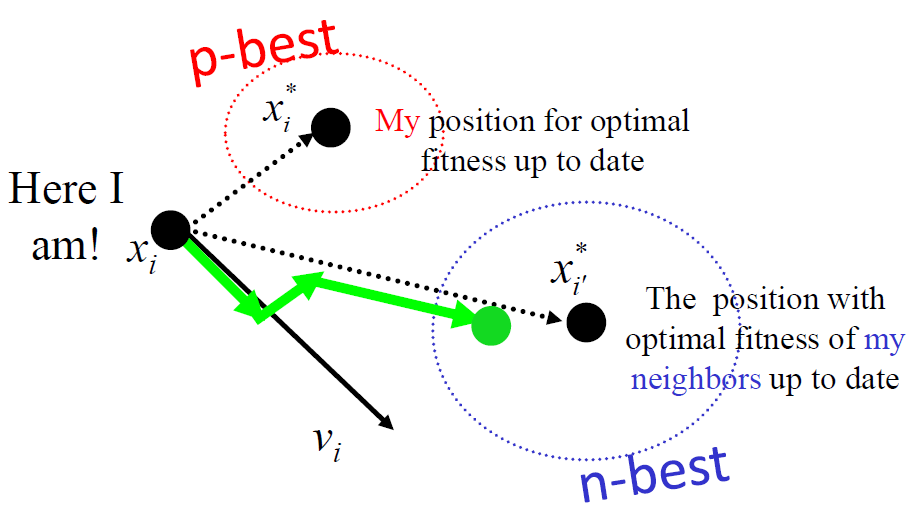 p-best
x_i^*
My position for optimal
fitness up to date
Here I
am!
x_i
x_{i'}^*
The position with
optimal fitness of my
neighbors up to date
v_i
n-best